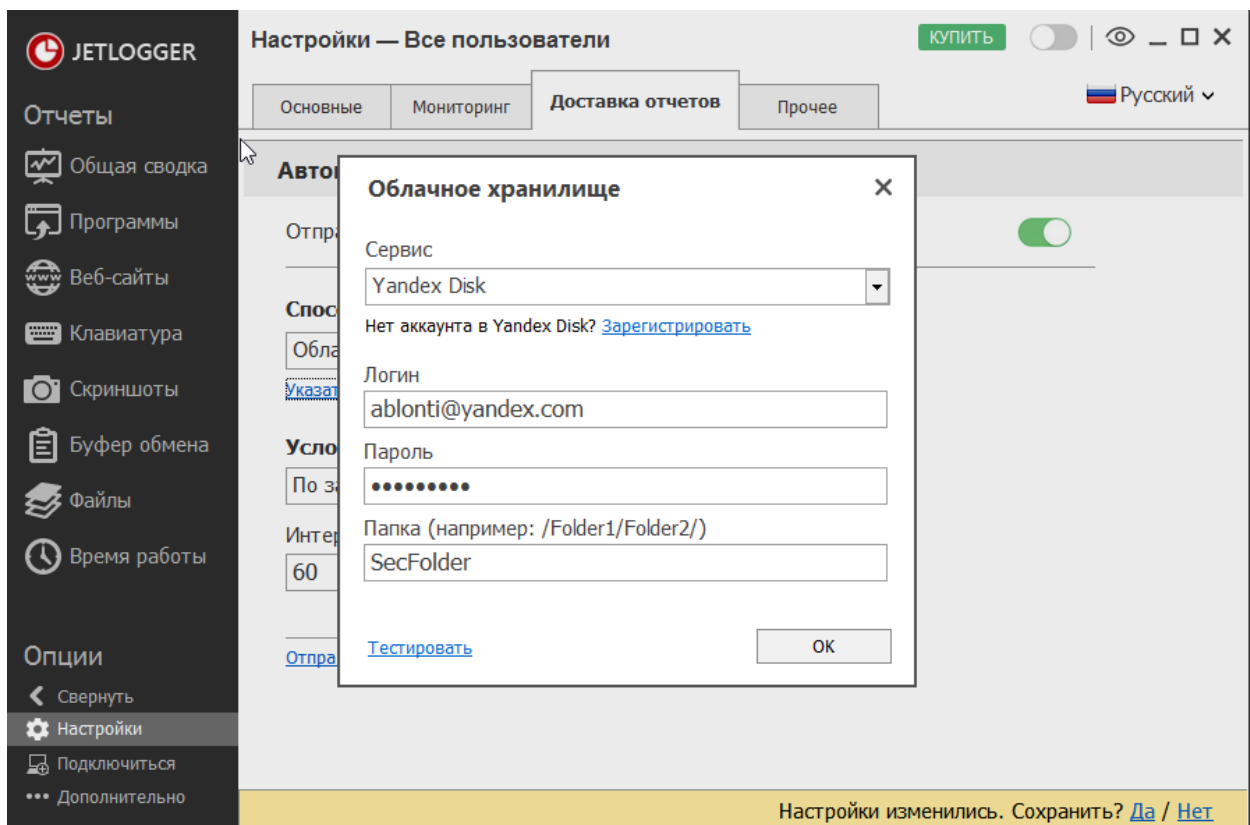 JETLOGGER
Отчеты
Общая сводка
Программы
www Веб-сайты
Клавиатура
Скриншоты
Буфер обмена
Файлы
Время работы
Опции
Свернуть
Настройки
Подключиться
Дополнительно
Настройки — Все пользователи
КУПИТЬ
Основные Мониторинг Доставка отчетов Прочее
Русский
Облачное хранилище
Сервис
Yandex Disk
Нет аккаунта в Yandex Disk? Зарегистрировать
Логин
ablonti@yandex.com
Пароль
•••••••••
Папка (например: /Folder1/Folder2/)
SecFolder
60
Тестировать
OK
Настройки изменились. Сохранить? Да / Нет